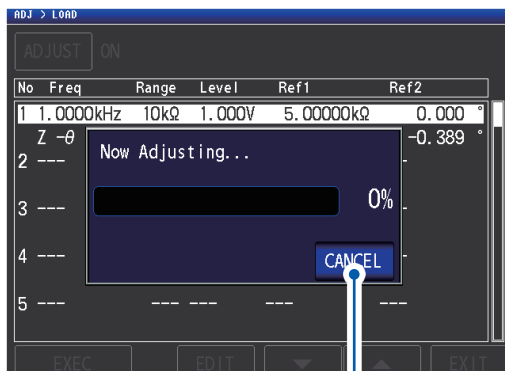 ADJ > LOAD
ADJUST ON
No Freq Range Level Ref1 Ref2
1 1.0000kHz 10kΩ 1.000V 5.00000kΩ 0.000 °
Z -θ -0.389 °
2 --- -
Now Adjusting...
3 --- 0% -
4 --- CANCEL -
5 --- --- --- --- ---
EXEC EDIT ▼ ▲ EXIT